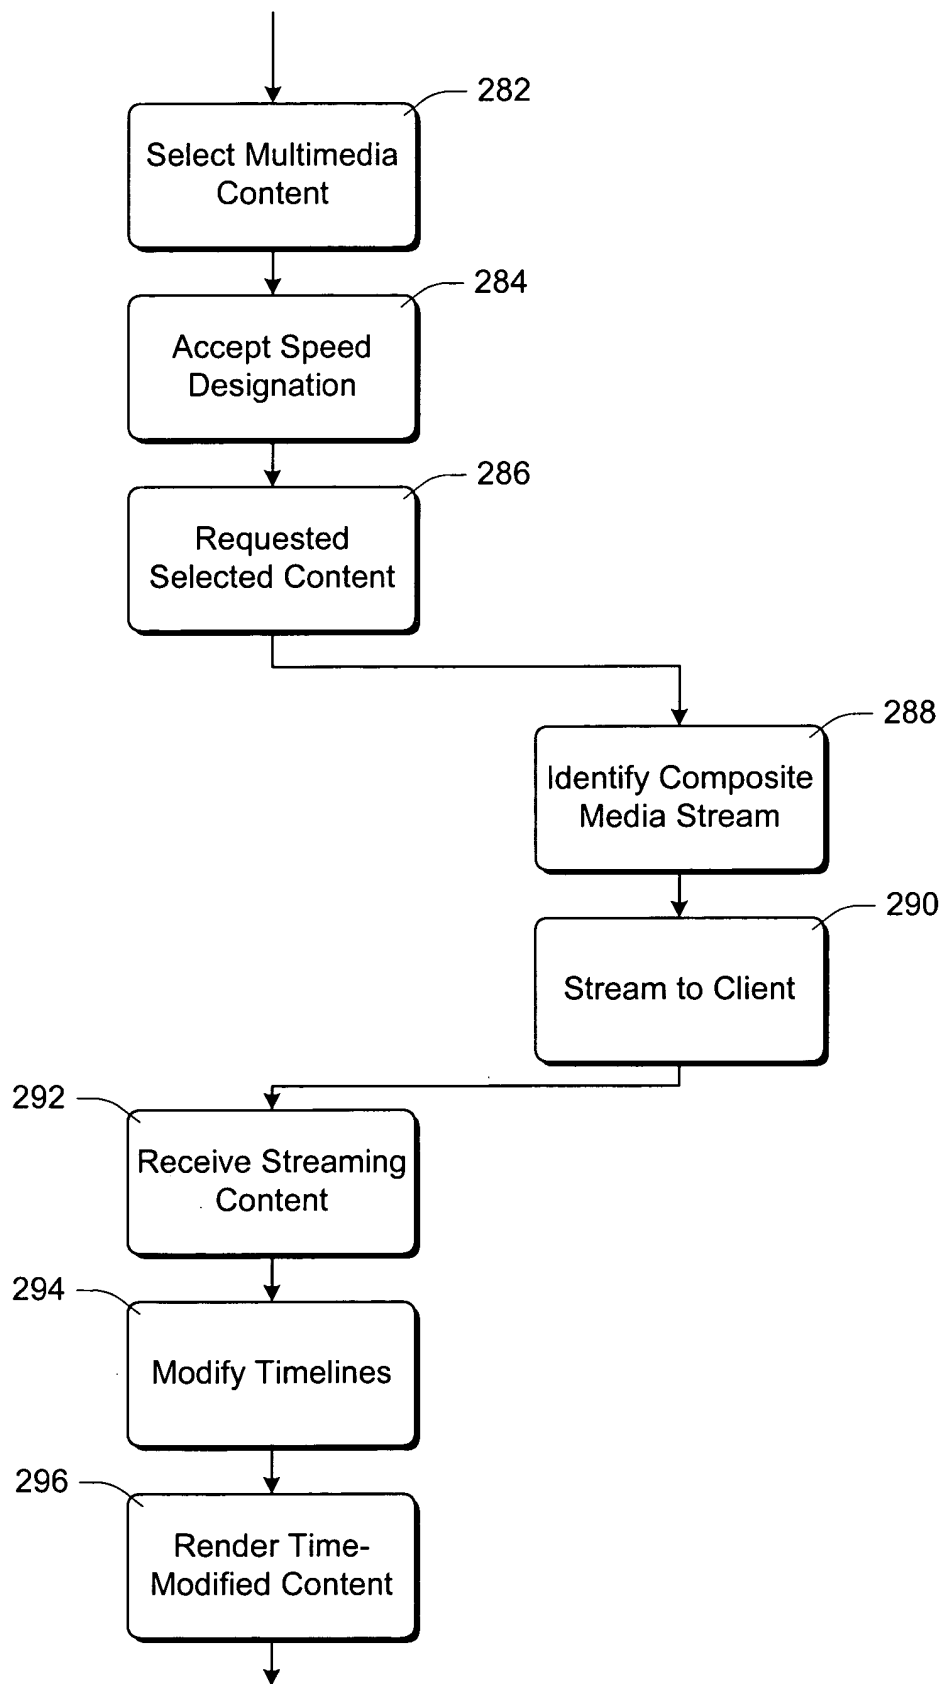 282
Select Multimedia
Content
284
Accept Speed
Designation
286
Requested
Selected Content
288
Identify Composite
Media Stream
290
Stream to Client
292
Receive Streaming
Content
294
Modify Timelines
296
Render Time-
Modified Content